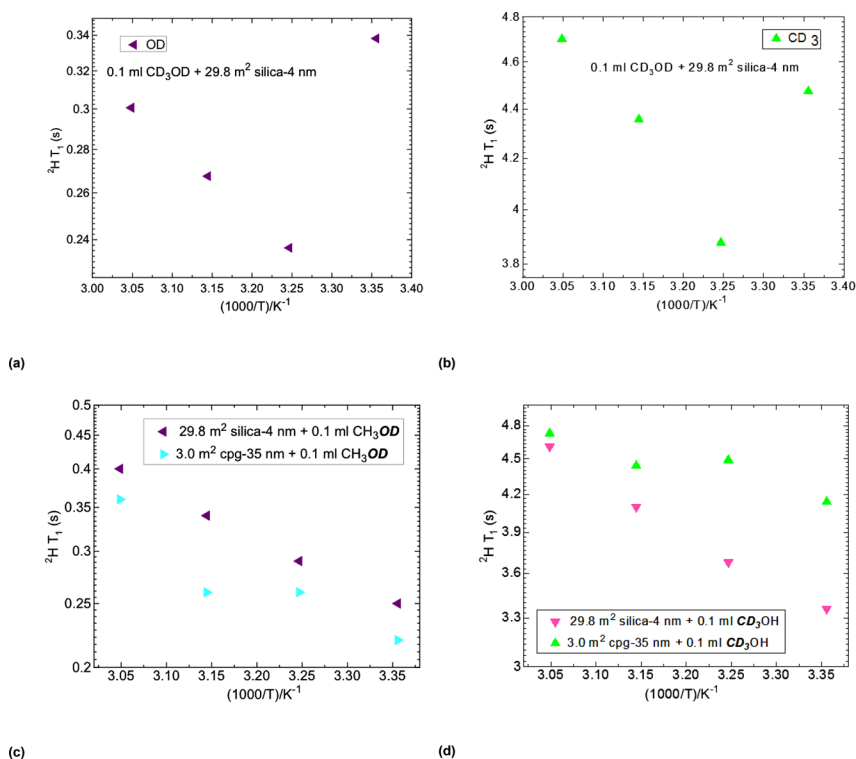 OD
0.1 ml CD3OD + 29.8 m2 silica-4 nm
2H T1 (s)
0.34
0.32
0.3
0.28
0.26
0.24
3.00 3.05 3.10 3.15 3.20 3.25 3.30 3.35 3.40
(1000/T)/K-1
(a)
CD 3
0.1 ml CD3OD + 29.8 m2 silica-4 nm
2H T1 (s)
4.8
4.6
4.4
4.2
4
3.8
3.00 3.05 3.10 3.15 3.20 3.25 3.30 3.35 3.40
(1000/T)/K-1
(b)
29.8 m2 silica-4 nm + 0.1 ml CH3OD
3.0 m2 cpg-35 nm + 0.1 ml CH3OD
2H T1 (s)
0.5
0.45
0.4
0.35
0.3
0.25
0.2
3.05 3.10 3.15 3.20 3.25 3.30 3.35
(1000/T)/K-1
(c)
2H T1 (s)
4.8
4.5
4.2
3.9
3.6
3.3
3
29.8 m2 silica-4 nm + 0.1 ml CD3OH
3.0 m2 cpg-35 nm + 0.1 ml CD3OH
3.05 3.10 3.15 3.20 3.25 3.30 3.35
(1000/T)/K-1
(d)